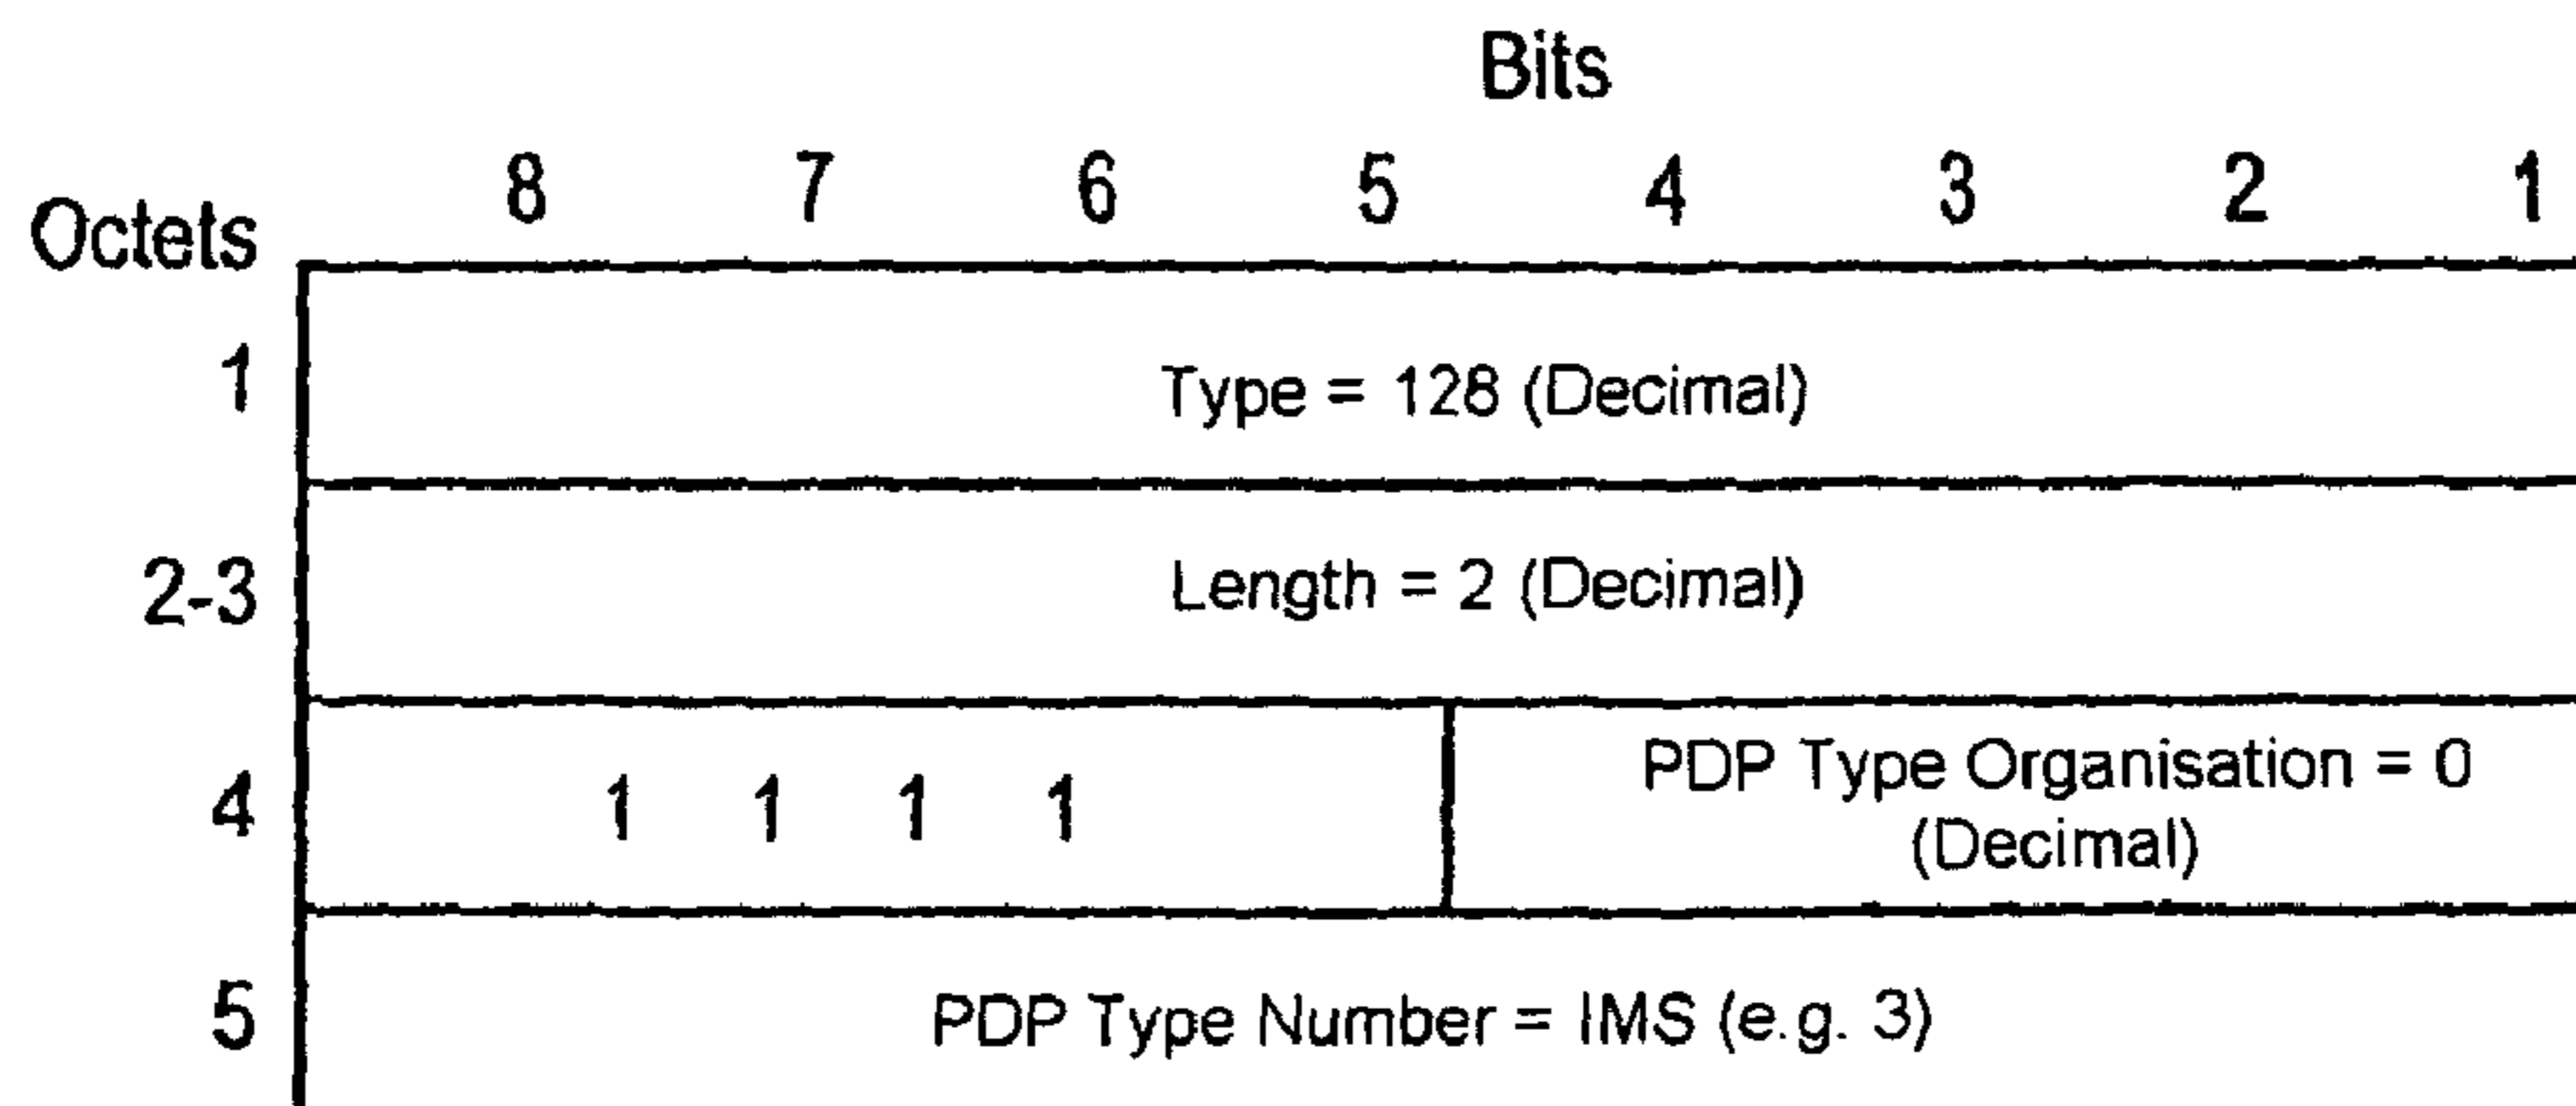 Bits
8 7 6 5 4 3 2 1
Octets
1 Type = 128 (Decimal)
2-3 Length = 2 (Decimal)
4 1 1 1 1 PDP Type Organisation = 0
(Decimal)
5 PDP Type Number = IMS (e.g. 3)